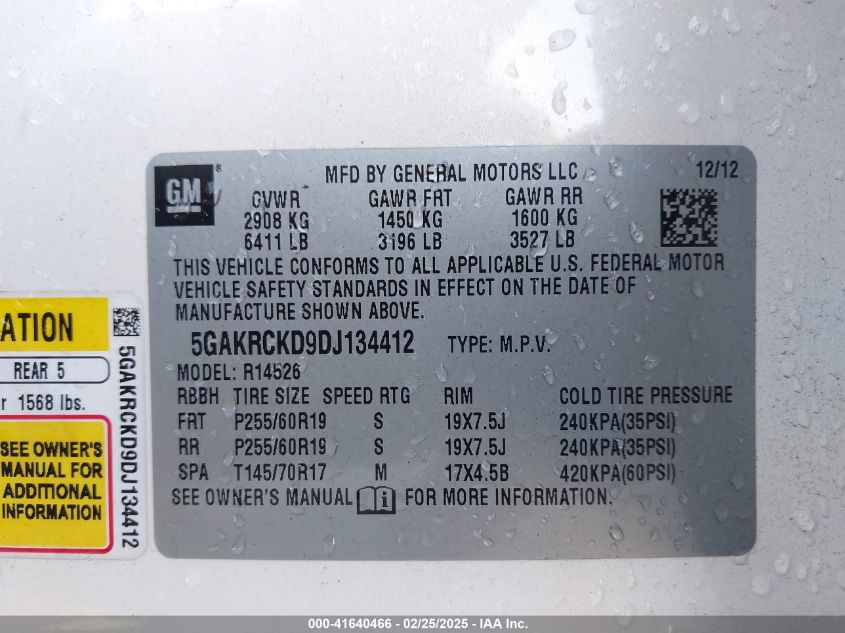 GM
®
MFD BY GENERAL MOTORS LLC
12/12
GVWR GAWR FRT GAWR RR
2908 KG 1450 KG 1600 KG
6411 LB 3196 LB 3527 LB
THIS VEHICLE CONFORMS TO ALL APPLICABLE U.S. FEDERAL MOTOR
VEHICLE SAFETY STANDARDS IN EFFECT ON THE DATE OF
MANUFACTURE SHOWN ABOVE.
5GAKRCKD9DJ134412 TYPE: M.P.V.
MODEL: R14526
RBBH TIRE SIZE SPEED RTG RIM COLD TIRE PRESSURE
FRT P255/60R19 S 19X7.5J 240KPA(35PSI)
RR P255/60R19 S 19X7.5J 240KPA(35PSI)
SPA T145/70R17 M 17X4.5B 420KPA(60PSI)
SEE OWNER'S MANUAL i FOR MORE INFORMATION.
ATION
REAR 5
r 1568 lbs.
SEE OWNER'S
MANUAL FOR
ADDITIONAL
INFORMATION
5GAKRCKD9DJ134412
000-41640466 - 02/25/2025 - IAA Inc.